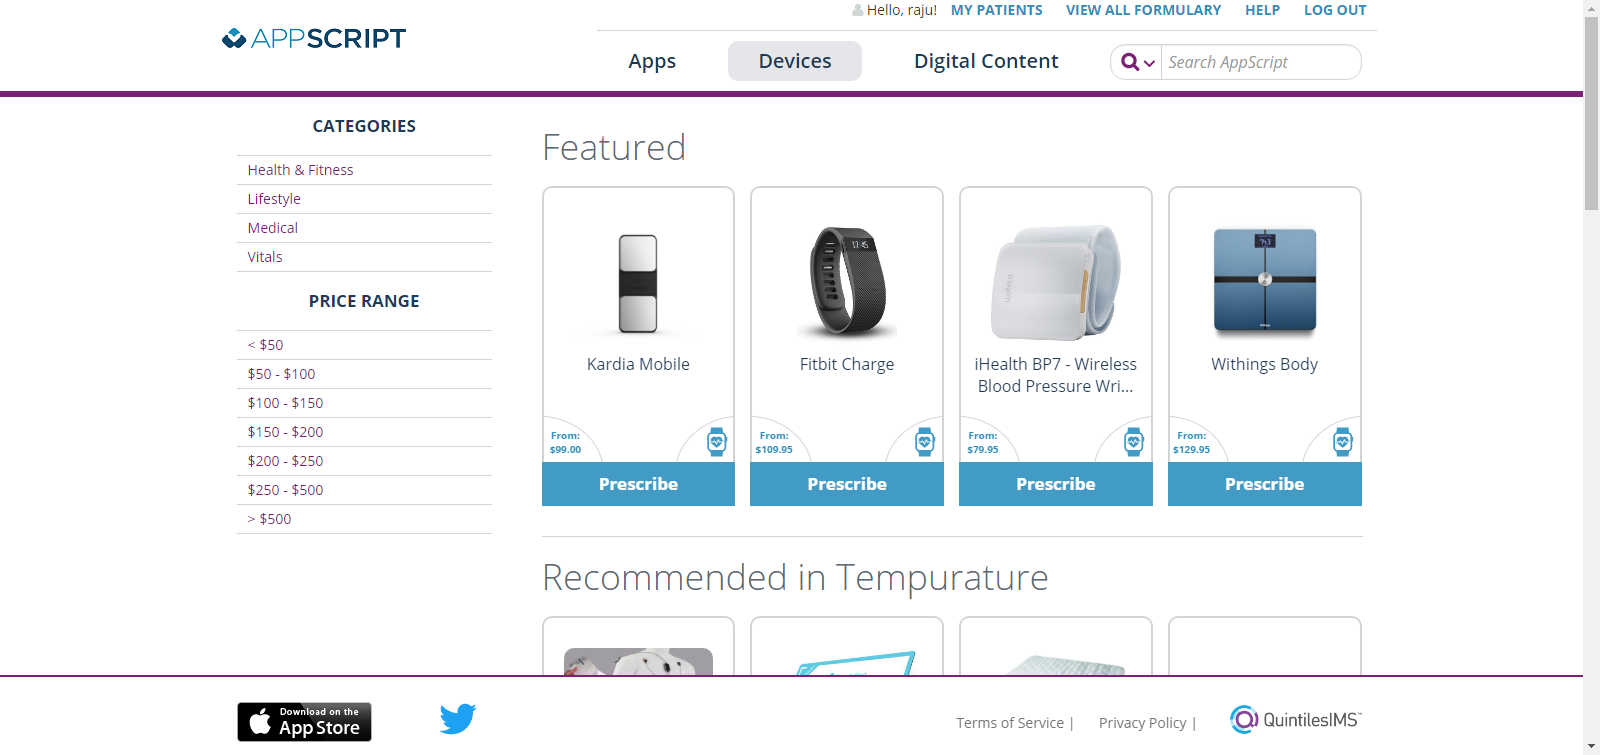 Hello, raju! MY PATIENTS VIEW ALL FORMULARY HELP LOG OUT
APPSCRIPT
Apps Devices Digital Content Search AppScript
CATEGORIES
Health & Fitness
Lifestyle
Medical
Vitals
PRICE RANGE
< $50
$50 - $100
$100 - $150
$150 - $200
$200 - $250
$250 - $500
> $500
Featured
12:45
iHealth
Kardia Mobile
Fitbit Charge
iHealth BP7 - Wireless
Blood Pressure Wri...
Withings Body
From:
$99.00
From:
$109.95
From:
$79.95
From:
$129.95
Prescribe Prescribe Prescribe Prescribe
Recommended in Tempurature
Download on the
App Store
Terms of Service |
Privacy Policy |
QuintilesIMS™